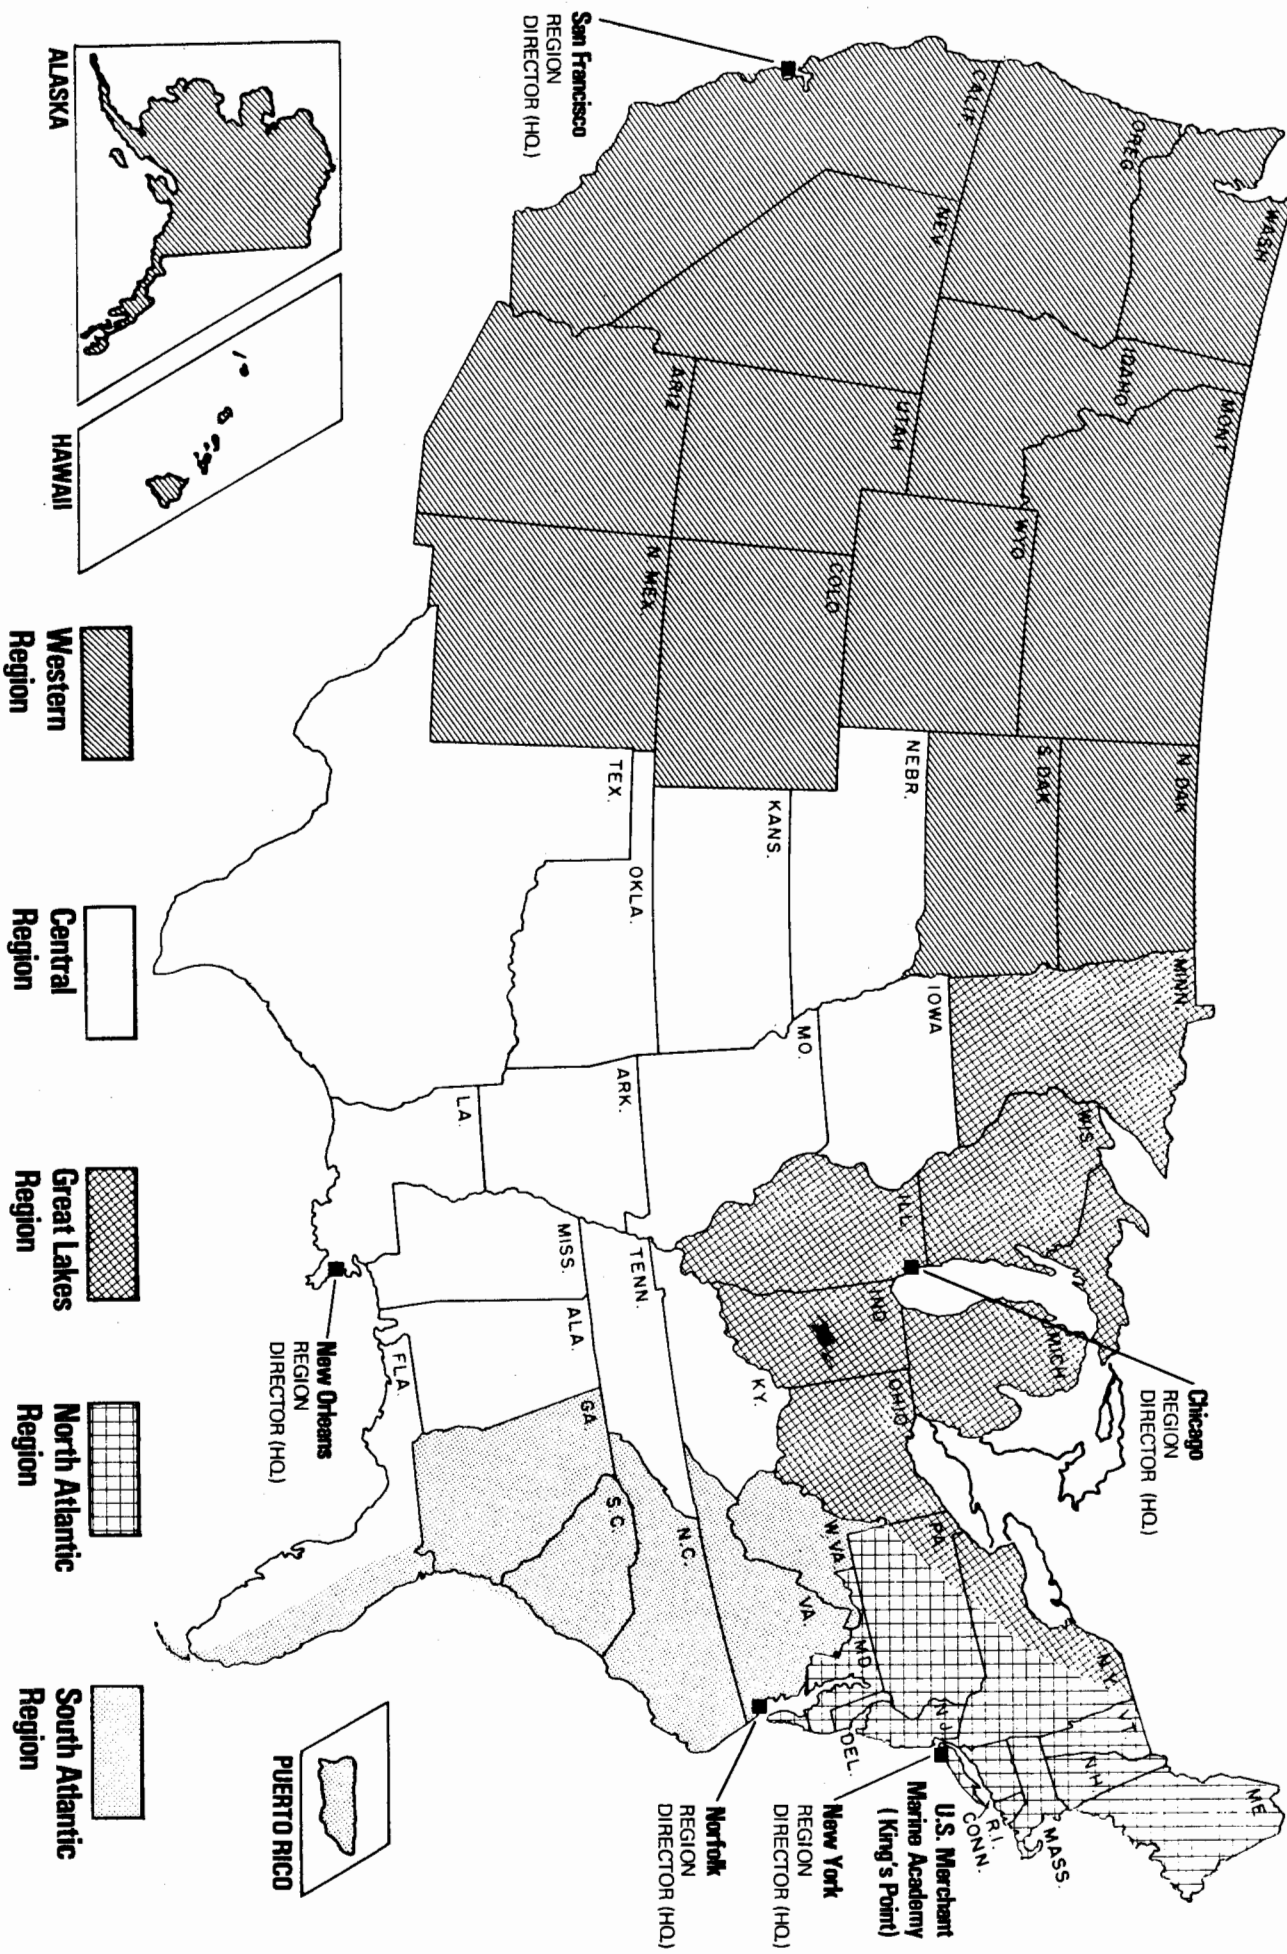 WASH
OREG
CALIF
NEV.
IDAHO
MONT.
WYO
UTAH
ARIZ
COLO
N MEX
N DAK
S. DAK
NEBR.
KANS.
OKLA.
TEX.
MINN.
IOWA
MO.
ARK.
LA.
WIS.
ILL.
MICH
IND
OHIO
KY.
TENN.
MISS.
ALA.
GA.
FLA.
S.C.
N.C.
VA.
W.VA.
MD.
DEL.
PA.
N.J.
N.Y.
VT.
NH
ME
MASS.
R.I.
CONN.
San Francisco
REGION
DIRECTOR (HQ.)
Chicago
REGION
DIRECTOR (HQ.)
U.S. Merchant
Marine Academy
(King's Point)
New York
REGION
DIRECTOR (HQ.)
Norfolk
REGION
DIRECTOR (HQ.)
New Orleans
REGION
DIRECTOR (HQ.)
ALASKA
HAWAII
PUERTO RICO
Western
Region
Central
Region
Great Lakes
Region
North Atlantic
Region
South Atlantic
Region